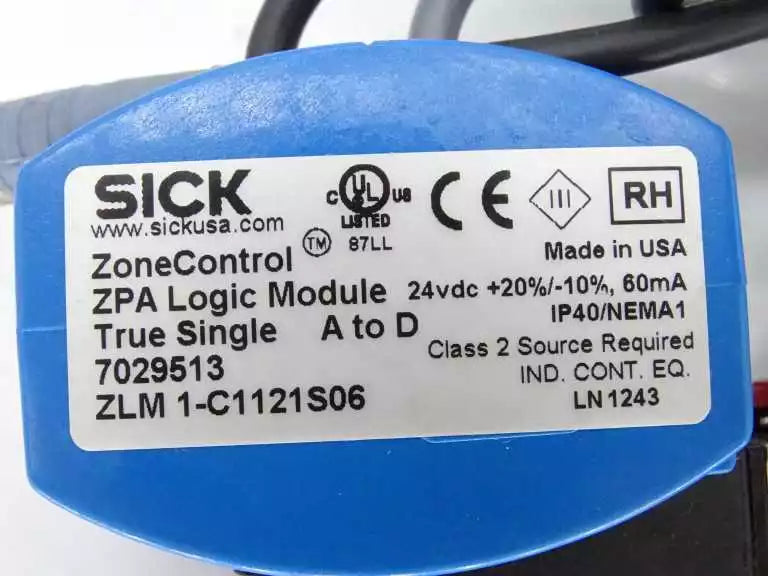 SICK
www.sickusa.com
C UL US
LISTED
87LL
CE
III
RH
ZoneControl TM
ZPA Logic Module
True Single A to D
7029513
ZLM 1-C1121S06
Made in USA
24vdc +20%/-10%, 60mA
IP40/NEMA1
Class 2 Source Required
IND. CONT. EQ.
LN1243